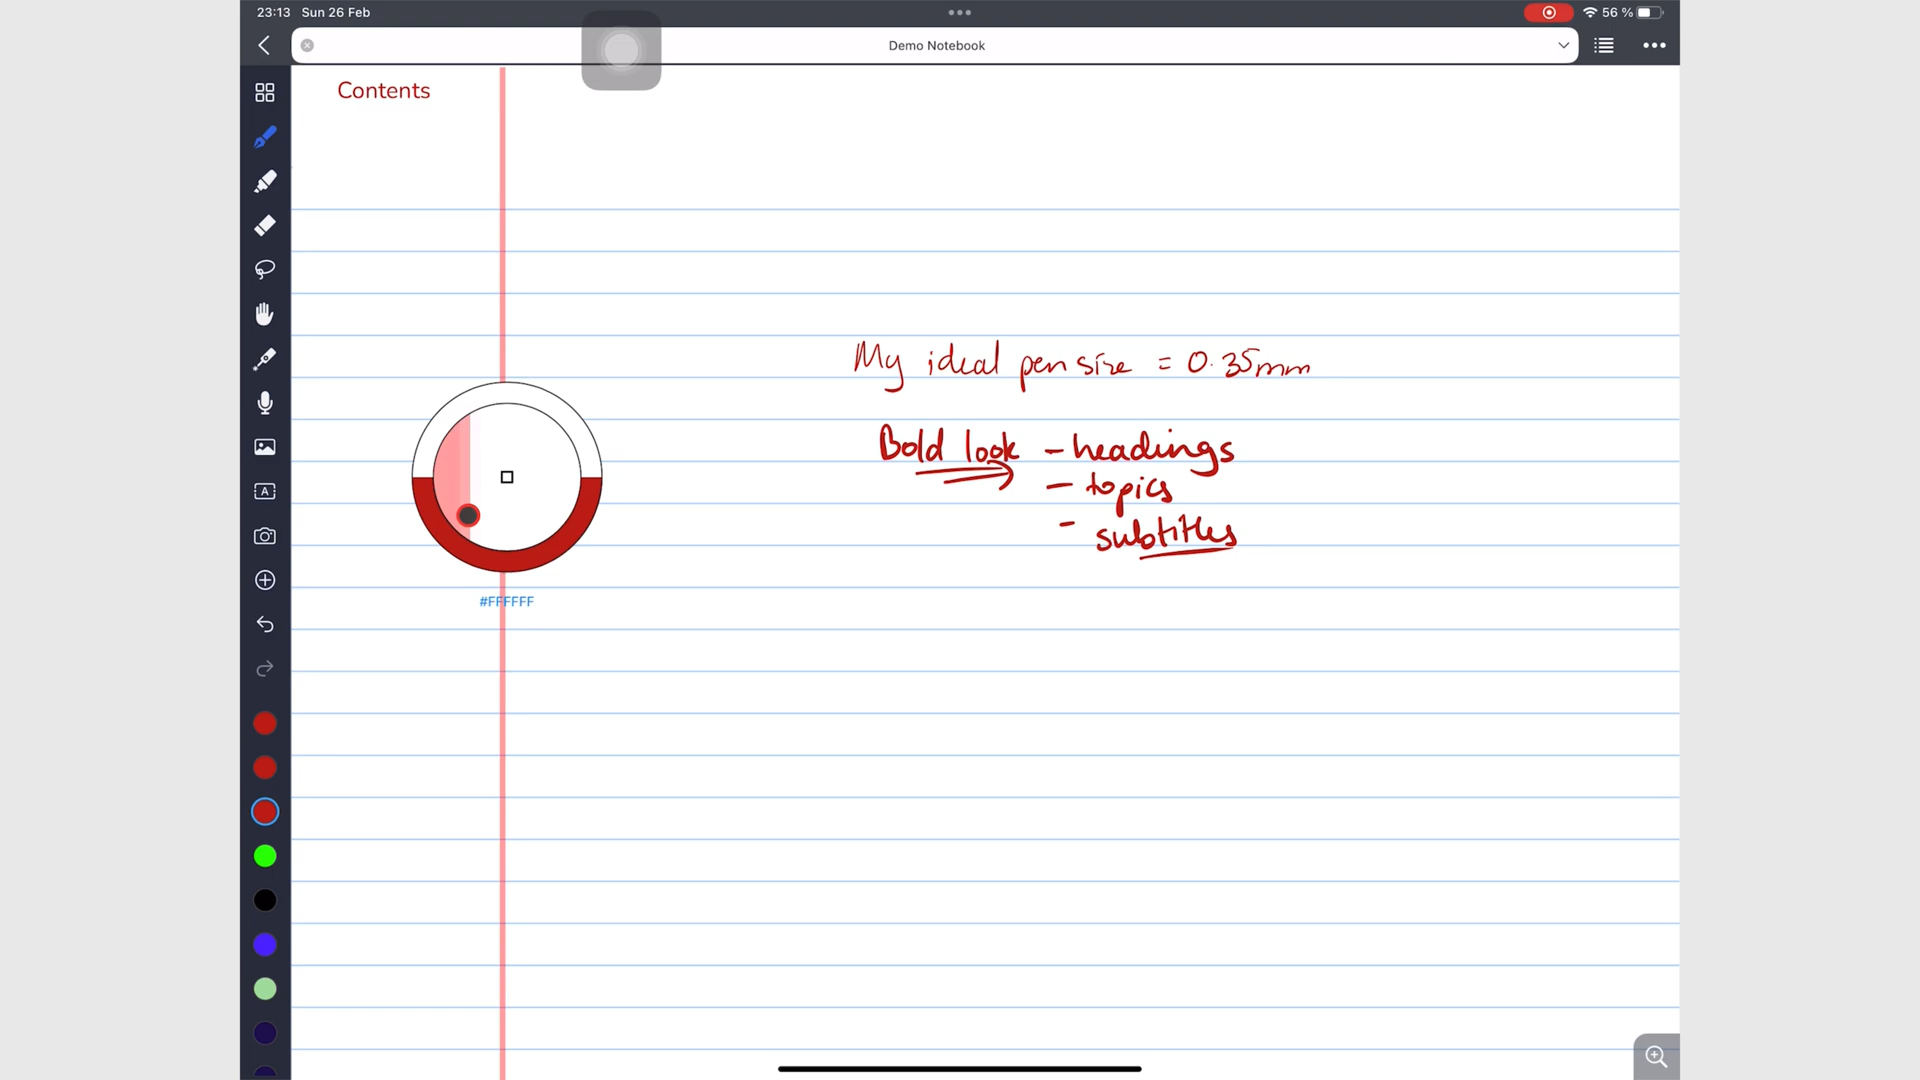 23:13 Sun 26 Feb
56 %
Demo Notebook
Contents
My ideal pen size = 0.35mm
Bold look - headings
- topics
- subtitles
#FFFFFF
A